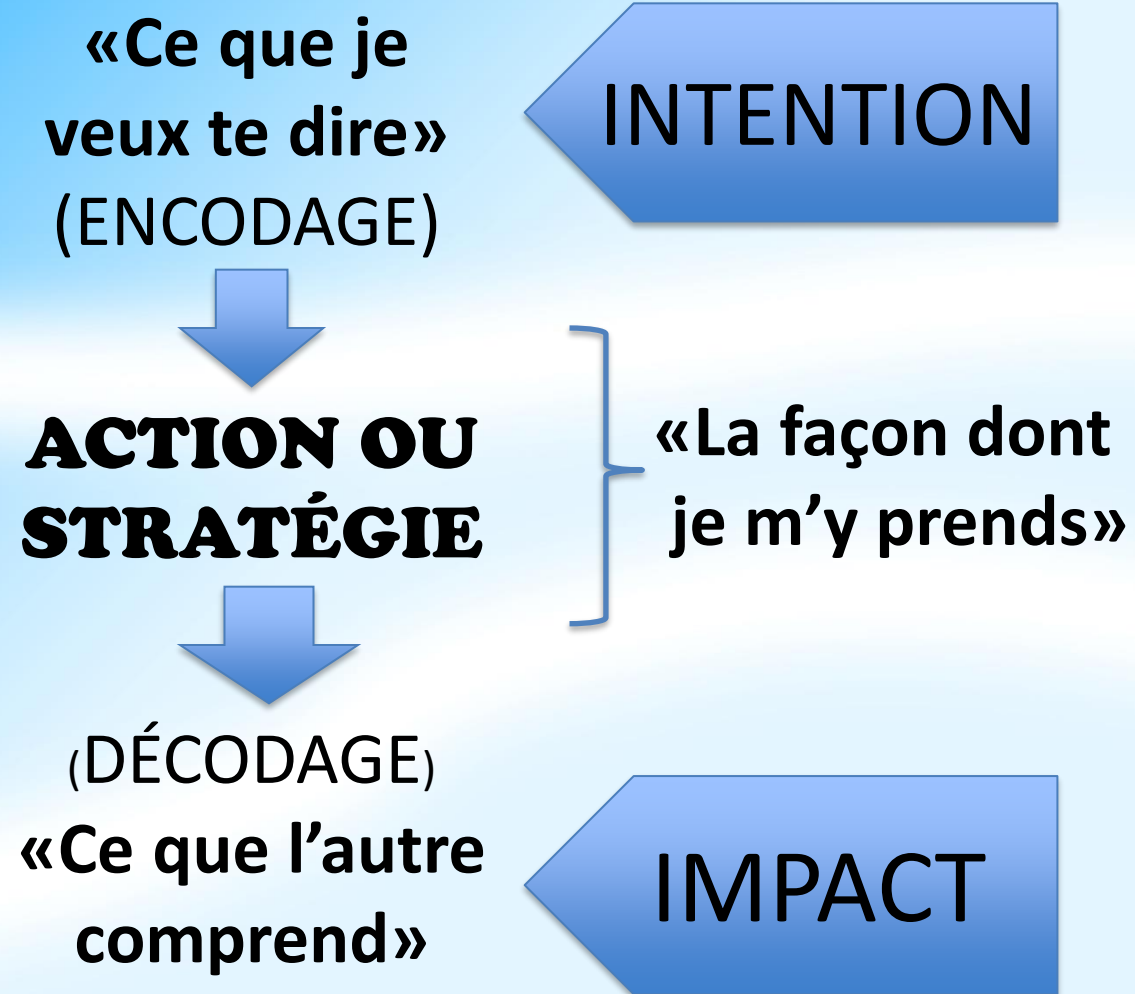 «Ce que je
veux te dire»
(ENCODAGE)
INTENTION
ACTION OU
STRATÉGIE
«La façon dont
je m’y prends»
(DÉCODAGE)
«Ce que l’autre
comprend»
IMPACT